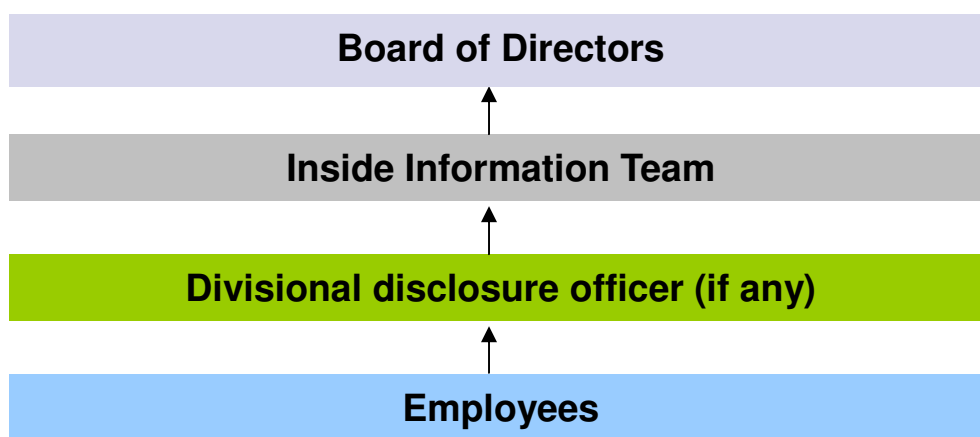 Board of Directors
Inside Information Team
Divisional disclosure officer (if any)
Employees